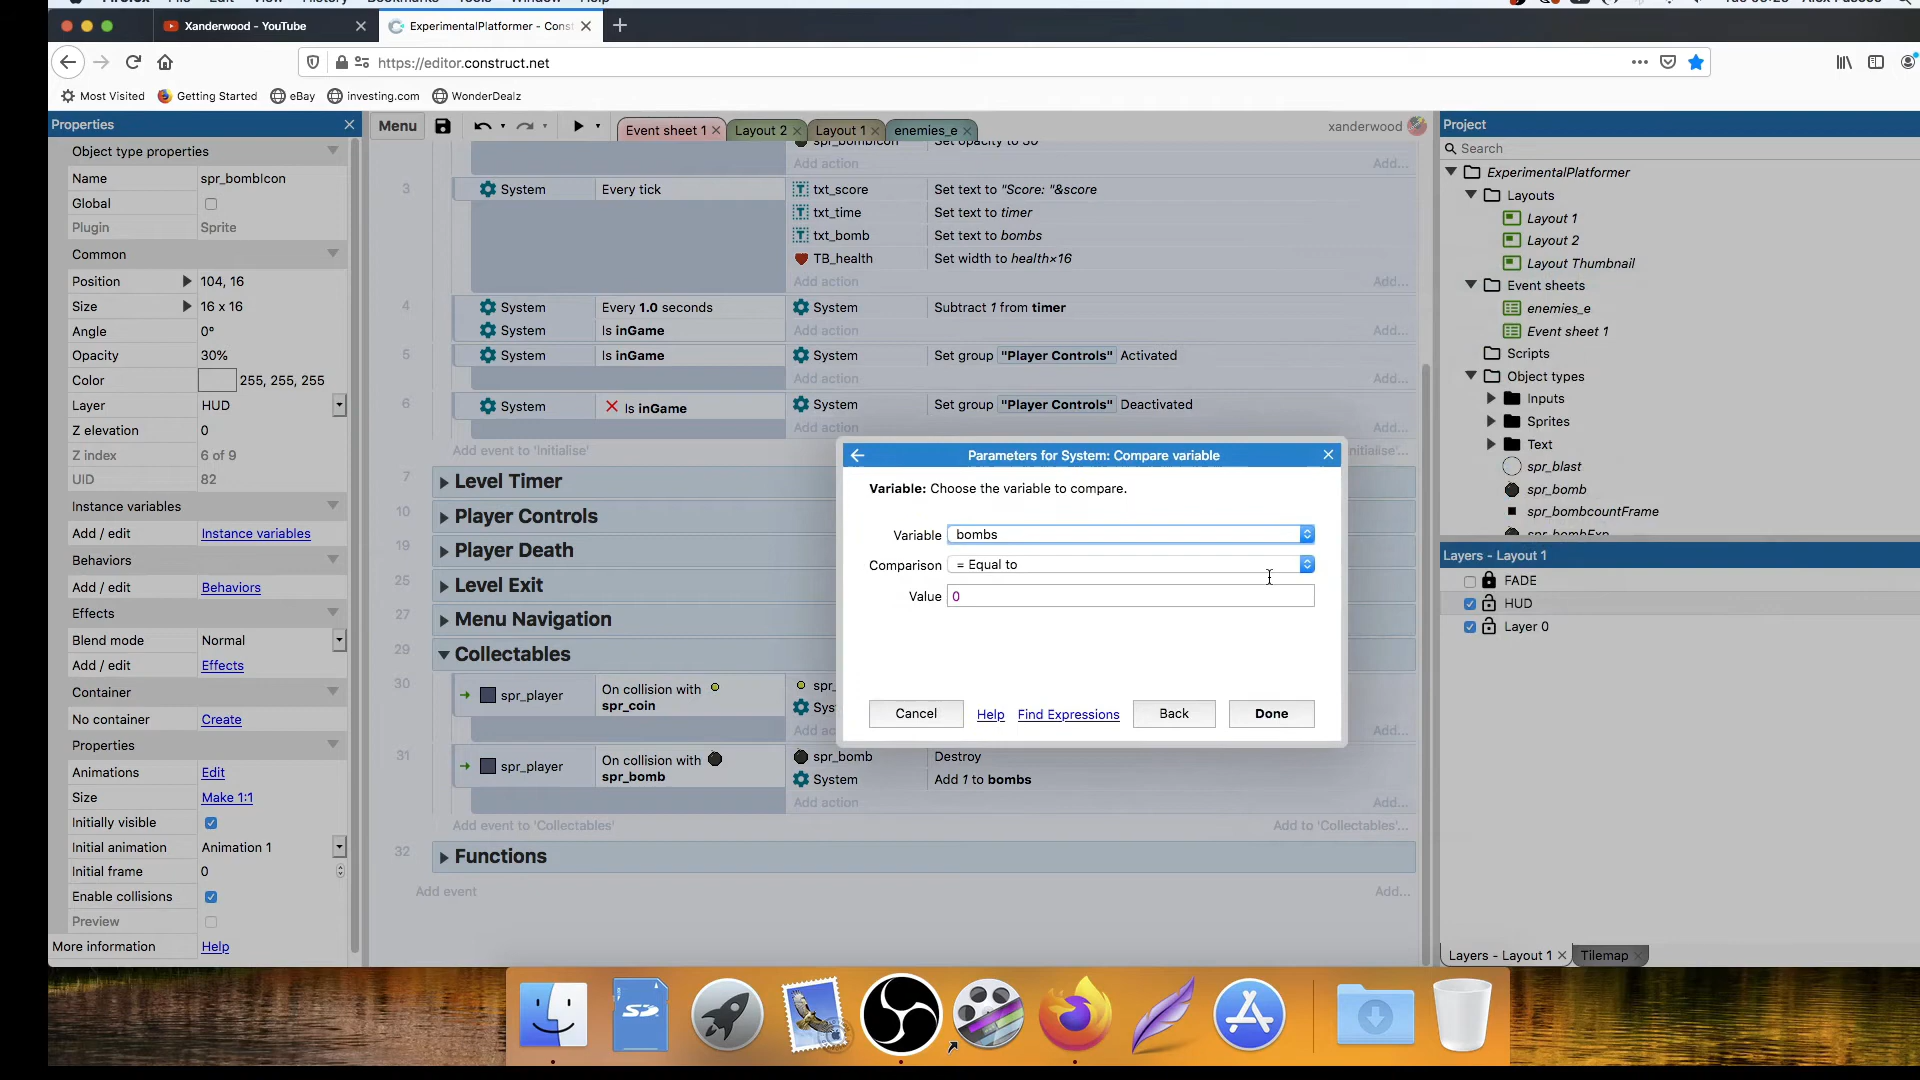 Xanderwood - YouTube
ExperimentalPlatformer - Const
https://editor.construct.net
Most Visited
Getting Started
eBay
investing.com
WonderDealz
Properties
Menu
Event sheet 1
Layout 2
Layout 1
enemies_e
xanderwood
Project
Object type properties
Name spr_bombIcon
Global
Plugin Sprite
Common
Position 104, 16
Size 16 x 16
Angle 0°
Opacity 30%
Color 255, 255, 255
Layer HUD
Z elevation 0
Z index 6 of 9
UID 82
Instance variables
Add / edit Instance variables
Behaviors
Add / edit Behaviors
Effects
Blend mode Normal
Add / edit Effects
Container
No container Create
Properties
Animations Edit
Size Make 1:1
Initially visible
Initial animation Animation 1
Initial frame 0
Enable collisions
Preview
More information Help
spr_bombIcon Set opacity to 30
Add action Add...
3 System Every tick txt_score Set text to "Score: "&score
txt_time Set text to timer
txt_bomb Set text to bombs
TB_health Set width to health×16
Add action Add...
4 System Every 1.0 seconds System Subtract 1 from timer
System Is inGame Add action Add...
5 System Is inGame System Set group "Player Controls" Activated
Add action Add...
6 System Is inGame System Set group "Player Controls" Deactivated
Add action Add...
Add event to 'Initialise' 
7 Level Timer
10 Player Controls
19 Player Death
25 Level Exit
27 Menu Navigation
29 Collectables
30 spr_player On collision with
spr_coin
spr_
Sys
Add ac
Add...
31 spr_player On collision with
spr_bomb
spr_bomb Destroy
System Add 1 to bombs
Add action Add...
Add event to 'Collectables' Add to 'Collectables'...
32 Functions
Add event Add...
Parameters for System: Compare variable
Variable: Choose the variable to compare.
Variable bombs
Comparison = Equal to
Value 0
Cancel Help Find Expressions Back Done
Search
ExperimentalPlatformer
Layouts
Layout 1
Layout 2
Layout Thumbnail
Event sheets
enemies_e
Event sheet 1
Scripts
Object types
Inputs
Sprites
Text
spr_blast
spr_bomb
spr_bombcountFrame
spr_bombExp
Layers - Layout 1
FADE
HUD
Layer 0
Layers - Layout 1
Tilemap
SD